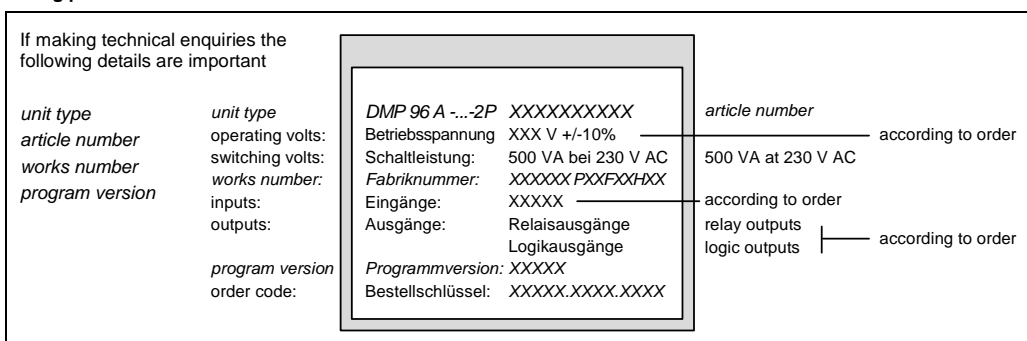 If making technical enquiries the
following details are important
unit type
article number
works number
program version
unit type DMP 96 A -...-2P XXXXXXXXXX article number
operating volts: Betriebsspannung XXX V +/-10% according to order
switching volts: Schaltleistung: 500 VA bei 230 V AC 500 VA at 230 V AC
works number: Fabriknummer: XXXXXX PXXFXXHXX
inputs: Eingänge: XXXXX according to order
outputs: Ausgänge: Relaisausgänge relay outputs
Logikausgänge logic outputs according to order
program version Programmversion: XXXXX
order code: Bestellschlüssel: XXXXX.XXXX.XXXX